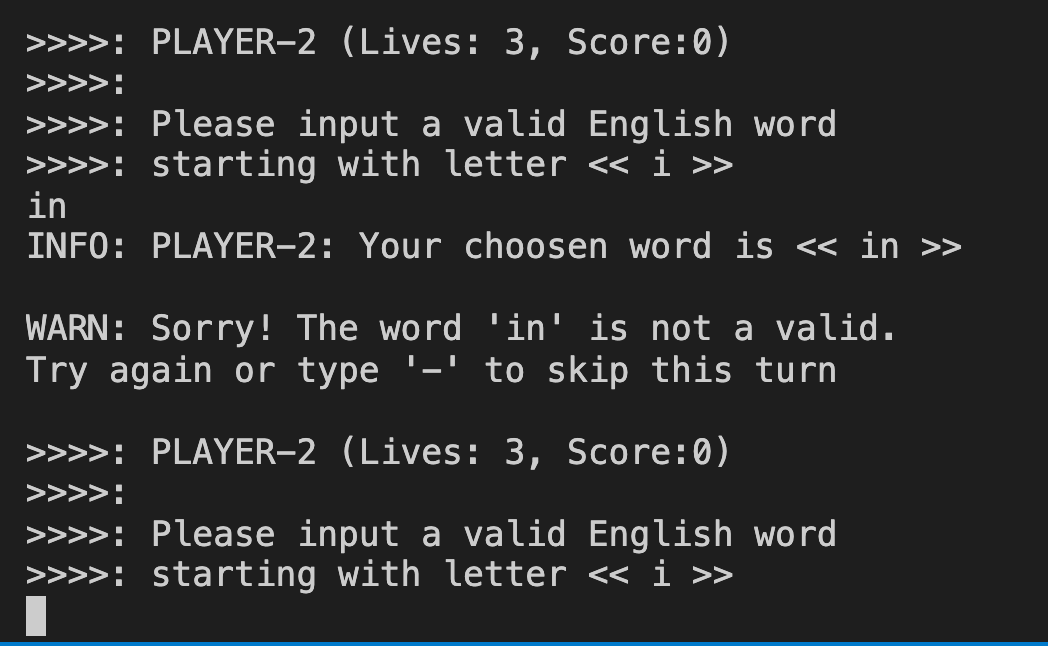 >>>>: PLAYER-2 (Lives: 3, Score:0)
>>>>:
>>>>: Please input a valid English word
>>>>: starting with letter << i >>
in
INFO: PLAYER-2: Your choosen word is << in >>
WARN: Sorry! The word 'in' is not a valid.
Try again or type '-' to skip this turn
>>>>: PLAYER-2 (Lives: 3, Score:0)
>>>>:
>>>>: Please input a valid English word
>>>>: starting with letter << i >>